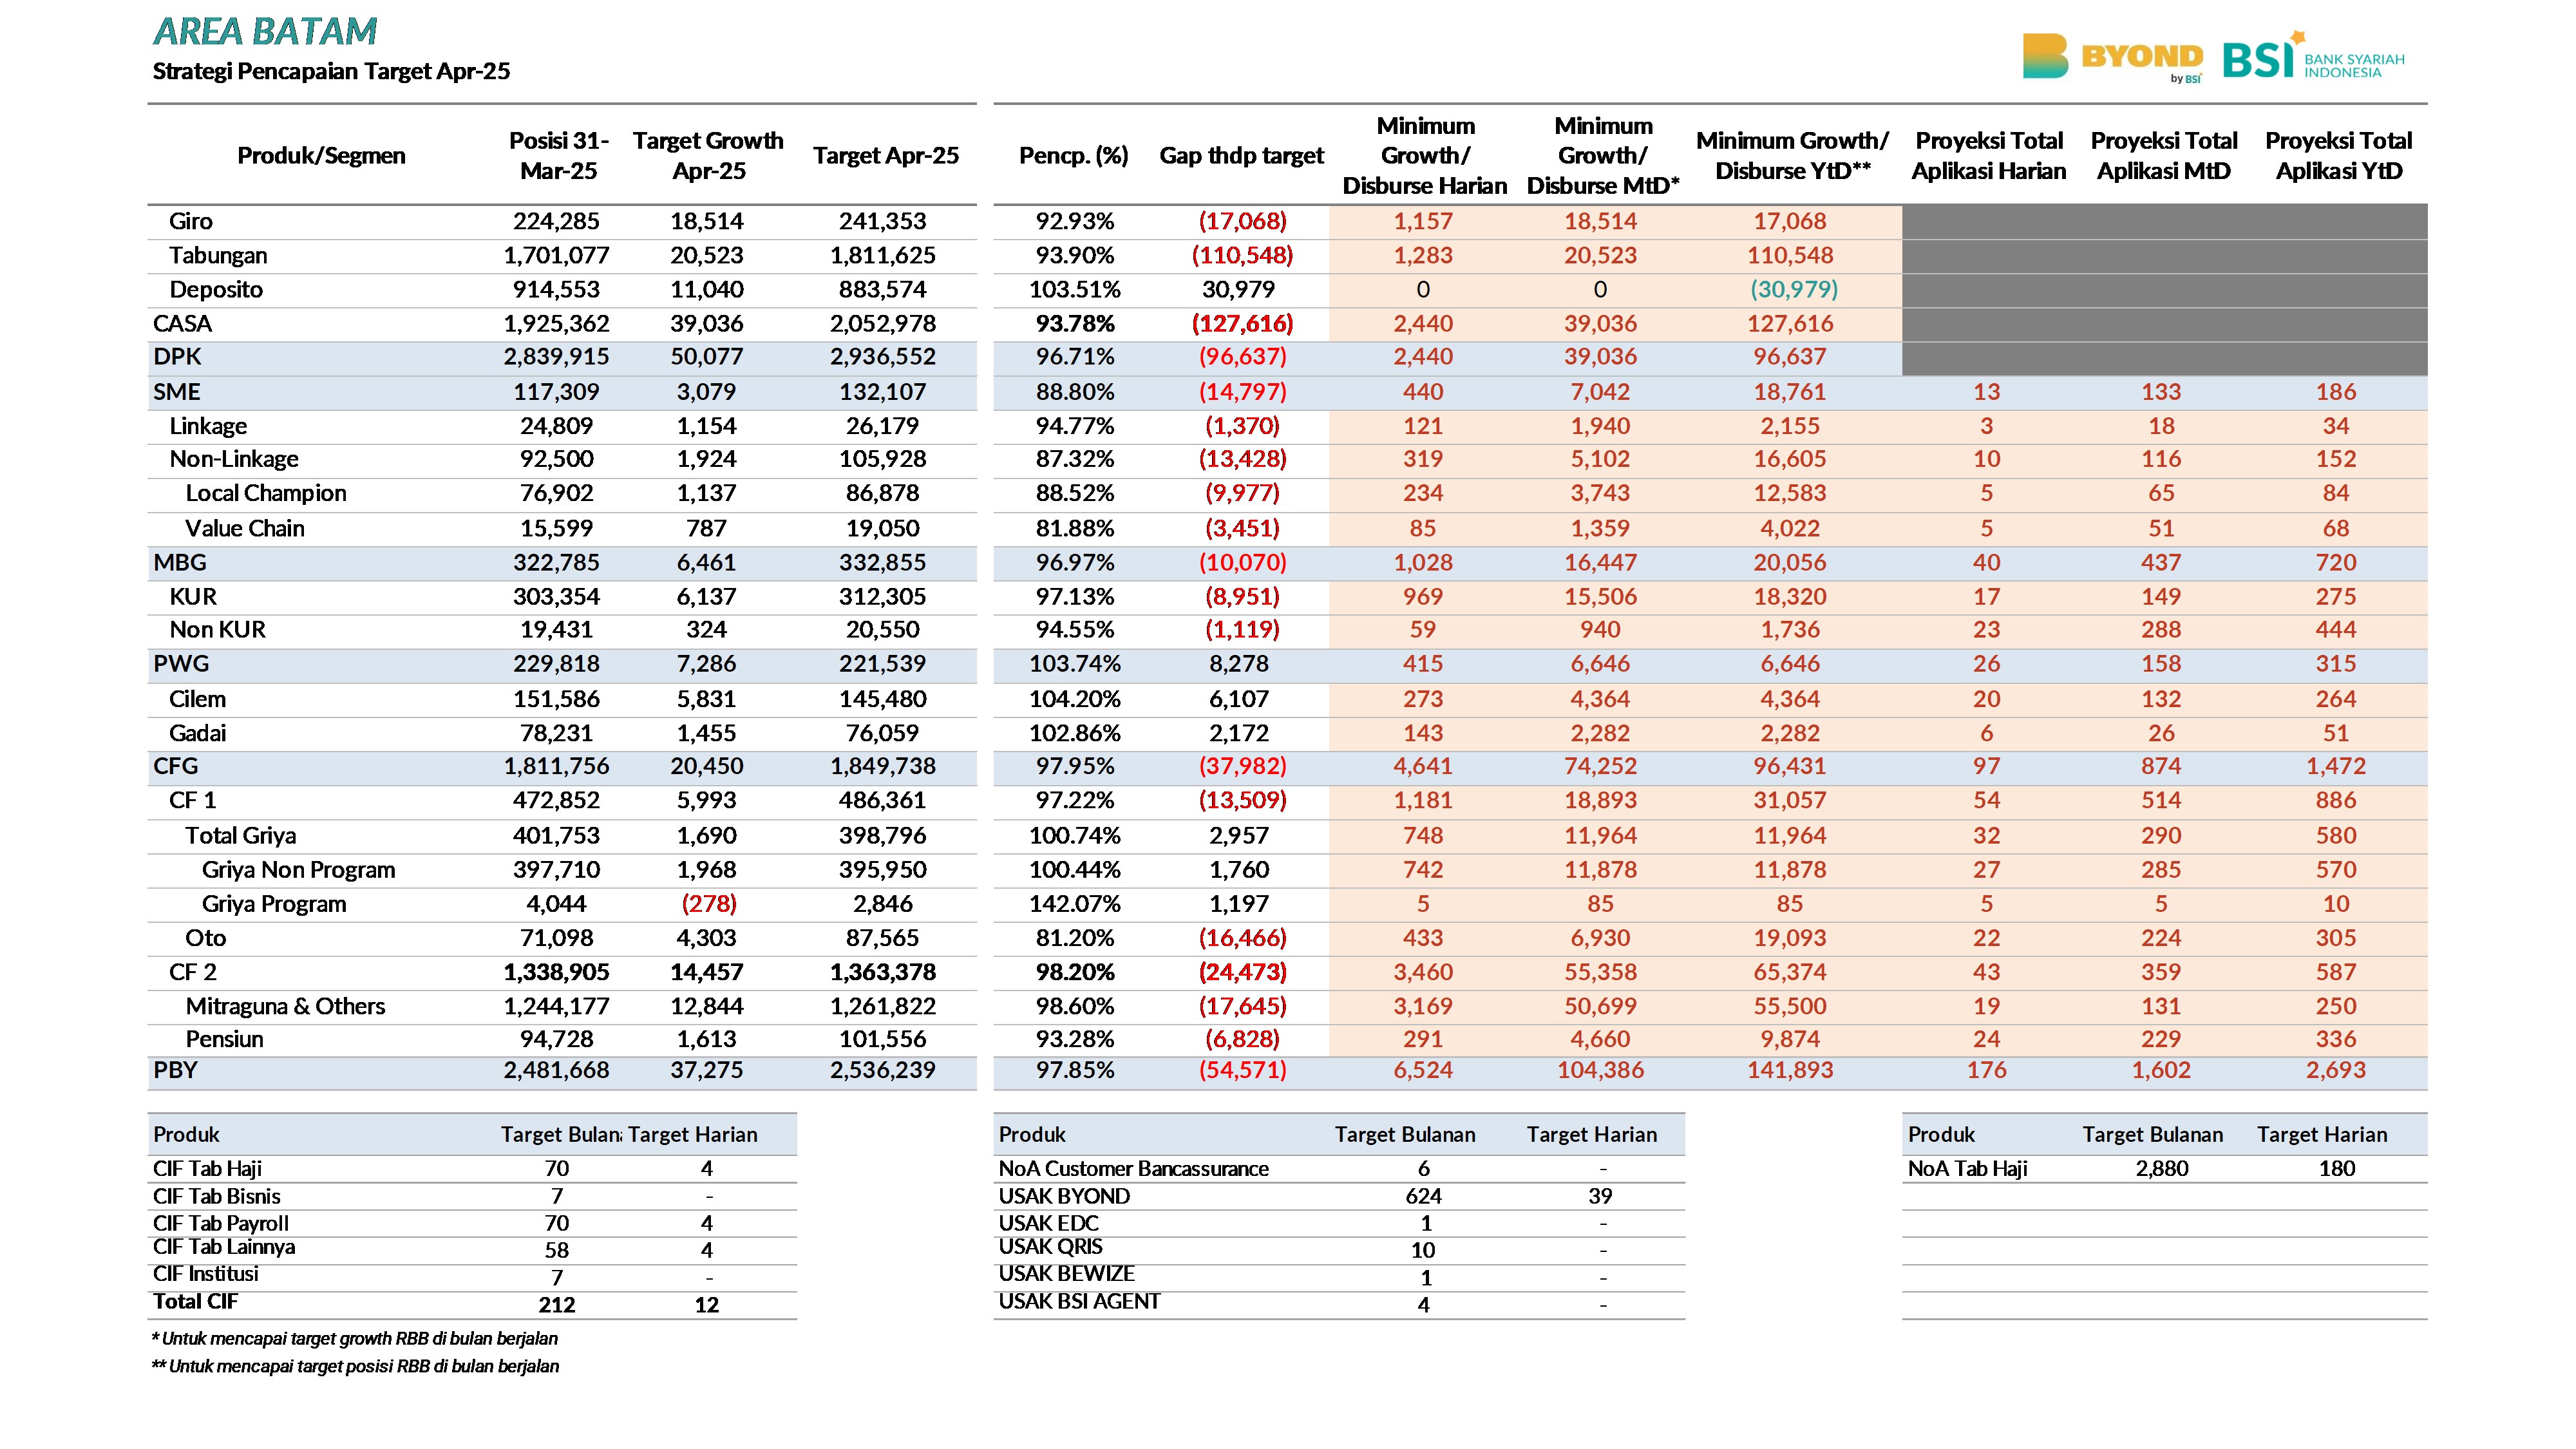 AREA BATAM
Strategi Pencapaian Target Apr-25
BYOND by BSI
BSI BANK SYARIAH INDONESIA
Produk/Segmen Posisi 31-Mar-25 Target Growth Apr-25 Target Apr-25 Pencp. (%) Gap thdp target Minimum Growth/ Disburse Harian Minimum Growth/ Disburse MtD* Minimum Growth/ Disburse YtD** Proyeksi Total Aplikasi Harian Proyeksi Total Aplikasi MtD Proyeksi Total Aplikasi YtD
Giro 224,285 18,514 241,353 92.93% (17,068) 1,157 18,514 17,068
Tabungan 1,701,077 20,523 1,811,625 93.90% (110,548) 1,283 20,523 110,548
Deposito 914,553 11,040 883,574 103.51% 30,979 0 0 (30,979)
CASA 1,925,362 39,036 2,052,978 93.78% (127,616) 2,440 39,036 127,616
DPK 2,839,915 50,077 2,936,552 96.71% (96,637) 2,440 39,036 96,637
SME 117,309 3,079 132,107 88.80% (14,797) 440 7,042 18,761 13 133 186
Linkage 24,809 1,154 26,179 94.77% (1,370) 121 1,940 2,155 3 18 34
Non-Linkage 92,500 1,924 105,928 87.32% (13,428) 319 5,102 16,605 10 116 152
Local Champion 76,902 1,137 86,878 88.52% (9,977) 234 3,743 12,583 5 65 84
Value Chain 15,599 787 19,050 81.88% (3,451) 85 1,359 4,022 5 51 68
MBG 322,785 6,461 332,855 96.97% (10,070) 1,028 16,447 20,056 40 437 720
KUR 303,354 6,137 312,305 97.13% (8,951) 969 15,506 18,320 17 149 275
Non KUR 19,431 324 20,550 94.55% (1,119) 59 940 1,736 23 288 444
PWG 229,818 7,286 221,539 103.74% 8,278 415 6,646 6,646 26 158 315
Cilem 151,586 5,831 145,480 104.20% 6,107 273 4,364 4,364 20 132 264
Gadai 78,231 1,455 76,059 102.86% 2,172 143 2,282 2,282 6 26 51
CFG 1,811,756 20,450 1,849,738 97.95% (37,982) 4,641 74,252 96,431 97 874 1,472
CF 1 472,852 5,993 486,361 97.22% (13,509) 1,181 18,893 31,057 54 514 886
Total Griya 401,753 1,690 398,796 100.74% 2,957 748 11,964 11,964 32 290 580
Griya Non Program 397,710 1,968 395,950 100.44% 1,760 742 11,878 11,878 27 285 570
Griya Program 4,044 (278) 2,846 142.07% 1,197 5 85 85 5 5 10
Oto 71,098 4,303 87,565 81.20% (16,466) 433 6,930 19,093 22 224 305
CF 2 1,338,905 14,457 1,363,378 98.20% (24,473) 3,460 55,358 65,374 43 359 587
Mitraguna & Others 1,244,177 12,844 1,261,822 98.60% (17,645) 3,169 50,699 55,500 19 131 250
Pensiun 94,728 1,613 101,556 93.28% (6,828) 291 4,660 9,874 24 229 336
PBY 2,481,668 37,275 2,536,239 97.85% (54,571) 6,524 104,386 141,893 176 1,602 2,693
Produk Target Bulan Target Harian Produk Target Bulanan Target Harian Produk Target Bulanan Target Harian
CIF Tab Haji 70 4 NoA Customer Bancassurance 6 - NoA Tab Haji 2,880 180
CIF Tab Bisnis 7 - USAK BYOND 624 39
CIF Tab Payroll 70 4 USAK EDC 1 -
CIF Tab Lainnya 58 4 USAK QRIS 10 -
CIF Institusi 7 - USAK BEWIZE 1 -
Total CIF 212 12 USAK BSI AGENT 4 -
* Untuk mencapai target growth RBB di bulan berjalan
** Untuk mencapai target posisi RBB di bulan berjalan